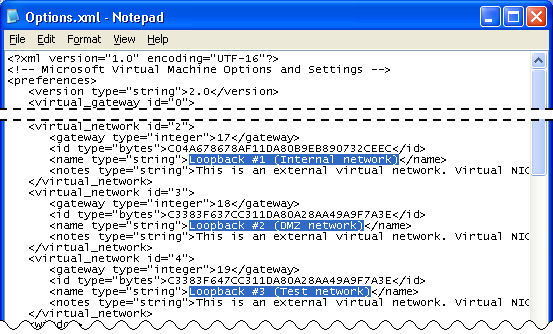 Options.xml - Notepad
File Edit Format View Help
<?xml version="1.0" encoding="UTF-16"?>
<!-- Microsoft Virtual Machine Options and Settings -->
<preferences>
<version type="string">2.0</version>
<virtual_gateway id="0">
<virtual_network id="2">
<gateway type="integer">17</gateway>
<id type="bytes">C04A678678AF11DA80B9EB890732CEEC</id>
<name type="string">Loopback #1 (Internal network)</name>
<notes type="string">This is an external virtual network. Virtual NIC
</virtual_network>
<virtual_network id="3">
<gateway type="integer">18</gateway>
<id type="bytes">C3383F637CC311DA80A28AA49A9F7A3E</id>
<name type="string">Loopback #2 (DMZ network)</name>
<notes type="string">This is an external virtual network. Virtual NIC
</virtual_network>
<virtual_network id="4">
<gateway type="integer">19</gateway>
<id type="bytes">C3383F647CC311DA80A28AA49A9F7A3E</id>
<name type="string">Loopback #3 (Test network)</name>
<notes type="string">This is an external virtual network. Virtual NIC
</virtual_network>